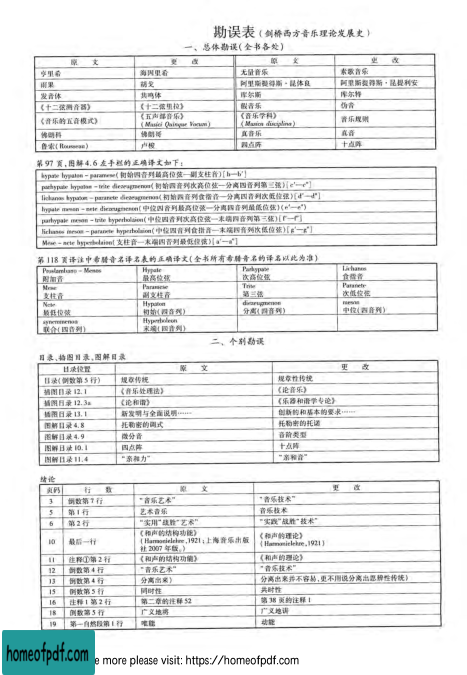 勘误表(剑桥西方音乐理论发展史)
一、总体勘误(全书各处)
原 文 更 改 原 文 更 改
亨里希 海因里希 无量音乐 素歌音乐
雨果 胡戈 阿里斯提得斯·昆体良 阿里斯提得斯·昆提利安
发音体 共鸣体 库尔斯 库尔特
《十二弦测音器》 《十二弦里拉》 假音乐 伪音
《音乐的五音模式》 《五声部音乐》(Musici Quinque Vocum) 《音乐学科》(Musica disciplina) 音乐规则
佛朗科 佛朗哥 真音乐 真音
鲁索(Rousseau) 卢梭 四点阵 十点阵
第97页,图解4.6左手栏的正确译文如下:
hypate hypaton - paramese(初始四音列最高位弦—副支柱音)[b—b']
parhypate hypaton - trite diezeugmenon(初始四音列次高位弦—分离四音列第三弦)[c'—c"]
lichanos hypaton - paranete diezeugmenon(初始四音列食指音—分离四音列次低位弦)[d'—d"]
hypate meson - nete diezeugmenon(中位四音列最高位弦—分离四音列最低位弦)(e'—e")
parhypate meson - trite hyperbolaion(中位四音列次高位弦—末端四音列第三弦)[f'—f"]
lichanos meson - paranete hyperbolaion(中位四音列食指音—末端四音列次低位弦)[g'—g"]
Mese - nete hyperbolaion(支柱音—末端四音列最低位弦)[a'—a"]
第118页译注中希腊音名译名表的正确译文(全书所有希腊音名的译名以此为准)
Proslambano - Menos Hypate Parhypate Lichanos
附加音 最高位弦 次高位弦 食指音
Mese Paramese Trite Paranete
支柱音 副支柱音 第三弦 次低位弦
Nete Hypaton diezeugmenon meson
最低位弦 初始(四音列) 分离(四音列) 中位(四音列)
synemmenon Hyperbolean
联合(四音列) 末端(四音列)
二、个别勘误
目录、插图目录、图解目录
目录位置 原 文 更 改
目录(倒数第5行) 规章传统 规章性传统
插图目录12.1 《音乐处理法》 《论音乐》
插图目录12.3a 《论和谐》 《乐器和谐学专论》
插图目录13.1 新发明与全面说明…… 创新的和基本的要求……
图解目录4.8 托勒密的调式 托勒密的托诺
图解目录4.9 微分音 音阶类型
图解目录10.1 四点阵 十点阵
图解目录11.4 "亲和力" "亲和音"
绪论
页码 行 数 原 文 更 改
3 倒数第7行 "音乐艺术" "音乐技术"
5 第1行 艺术音乐 音乐技术
6 第2行 "实用"战胜"艺术" "实践"战胜"技术"
10 最后一行 《和声的结构功能》(Harmonielehre,1921;上海音乐出版社2007年版。) 《和声的理论》(Harmonielehre,1921)
11 注释①第2行 《和声的结构功能》 《和声的理论》
12 倒数第4行 "音乐艺术" "音乐技术"
13 倒数第4行 分离出来) 分离出来并不容易,更不用说分离出思辨性传统)
15 倒数第5行 同时性 共时性
16 注释1第2行 第二章的注释52 第38页的注释1
18 倒数第5行 广义地将 广义地讲
19 第一自然段第1行 唯能 动能
homeofpdf.com
e more please visit: https://homeofpdf.com